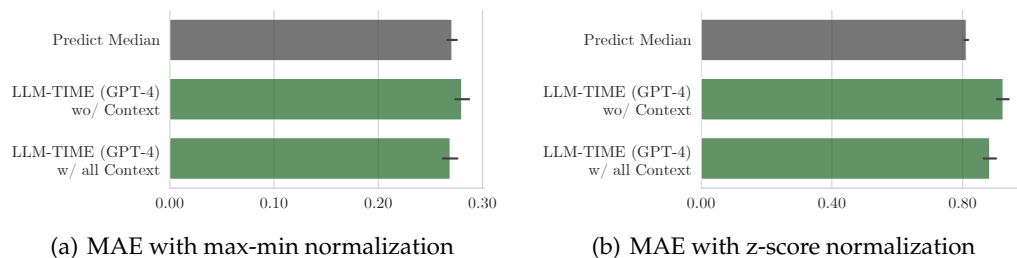 Predict Median
LLM-TIME (GPT-4)
wo/ Context
LLM-TIME (GPT-4)
w/ all Context
0.00 0.10 0.20 0.30
(a) MAE with max-min normalization
Predict Median
LLM-TIME (GPT-4)
wo/ Context
LLM-TIME (GPT-4)
w/ all Context
0.00 0.40 0.80
(b) MAE with z-score normalization